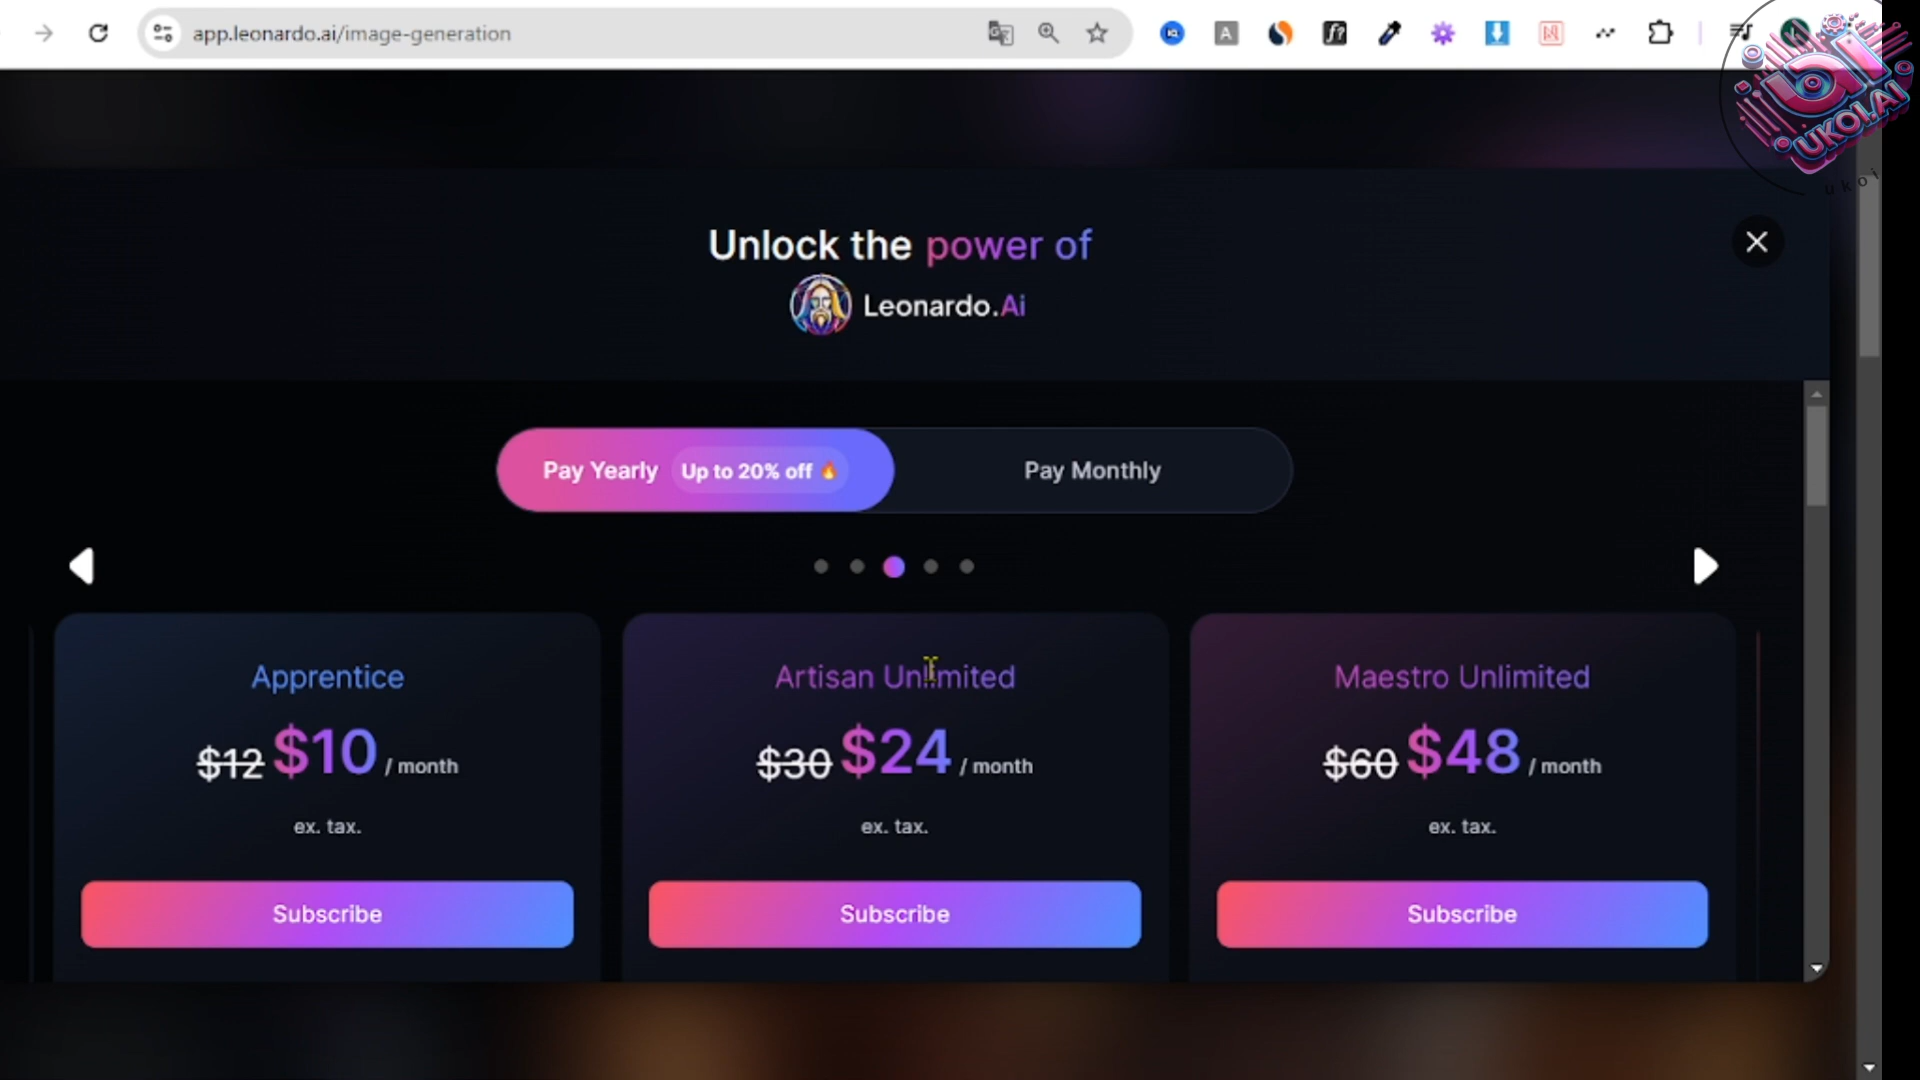 app.leonardo.ai/image-generation
UKOI.AI
ukoi
Unlock the power of
Leonardo.Ai
Pay Yearly Up to 20% off 🔥 Pay Monthly
Apprentice
$12 $10 / month
ex. tax.
Subscribe
Artisan Unlimited
$30 $24 / month
ex. tax.
Subscribe
Maestro Unlimited
$60 $48 / month
ex. tax.
Subscribe